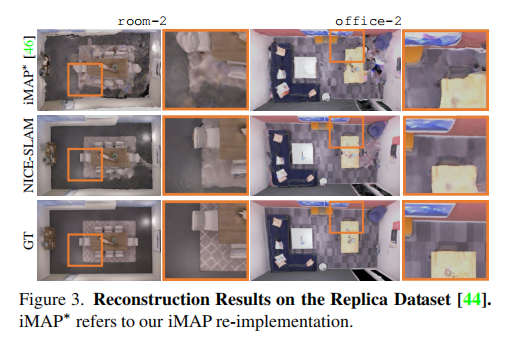 room-2
office-2
iMAP* [46]
NICE-SLAM
GT
Figure 3. Reconstruction Results on the Replica Dataset [44].
iMAP* refers to our iMAP re-implementation.